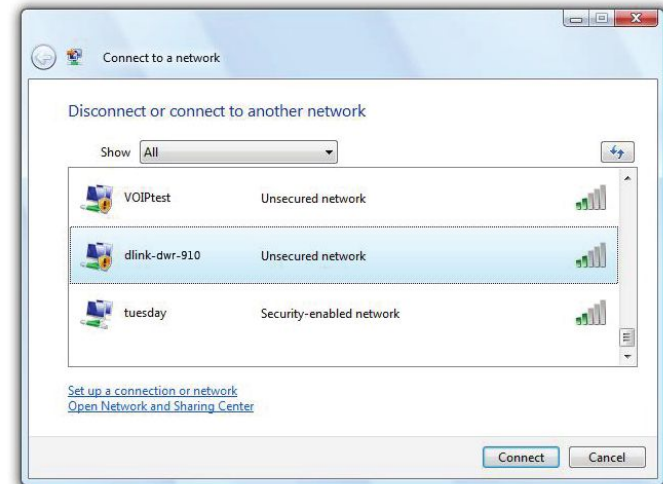 Connect to a network
Disconnect or connect to another network
Show All
VOIPtest Unsecured network
dlink-dwr-910 Unsecured network
tuesday Security-enabled network
Set up a connection or network
Open Network and Sharing Center
Connect Cancel